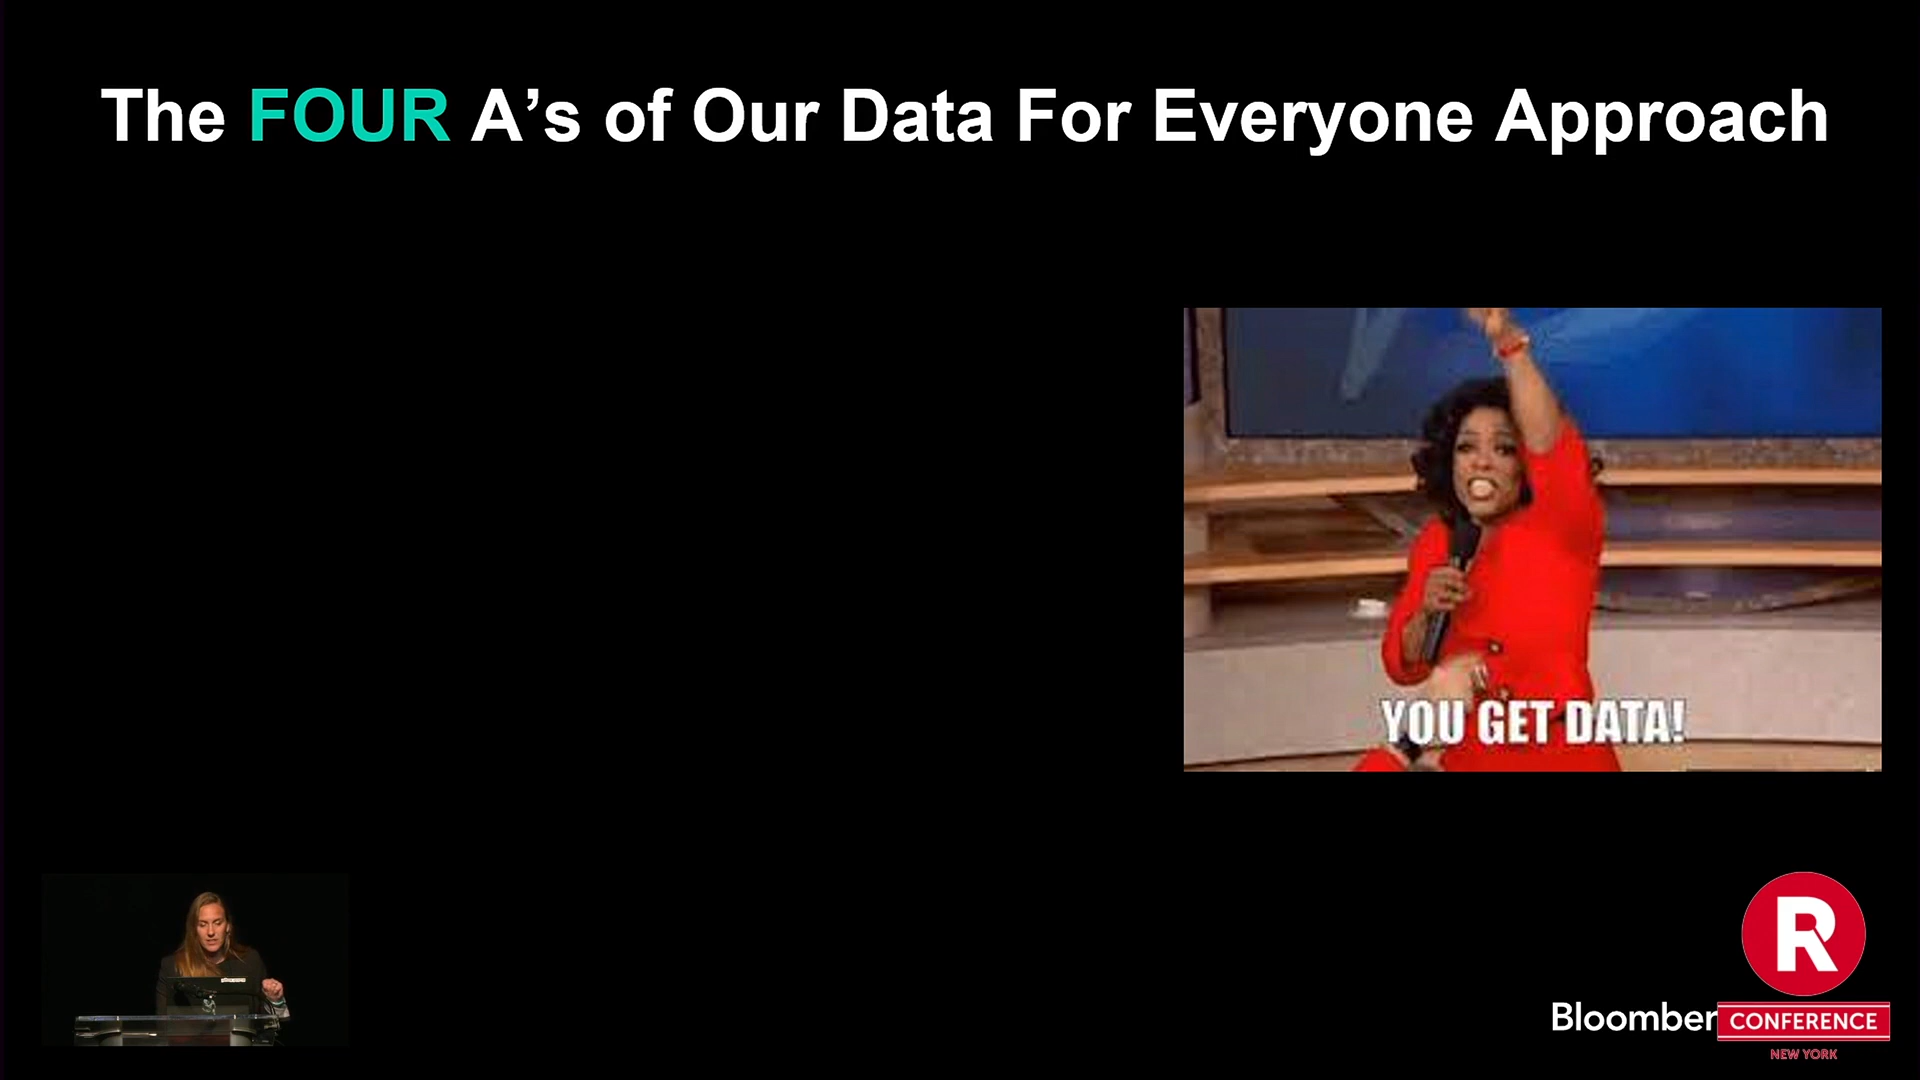 The FOUR A’s of Our Data For Everyone Approach
YOU GET DATA!
R
Bloomber
CONFERENCE
NEW YORK